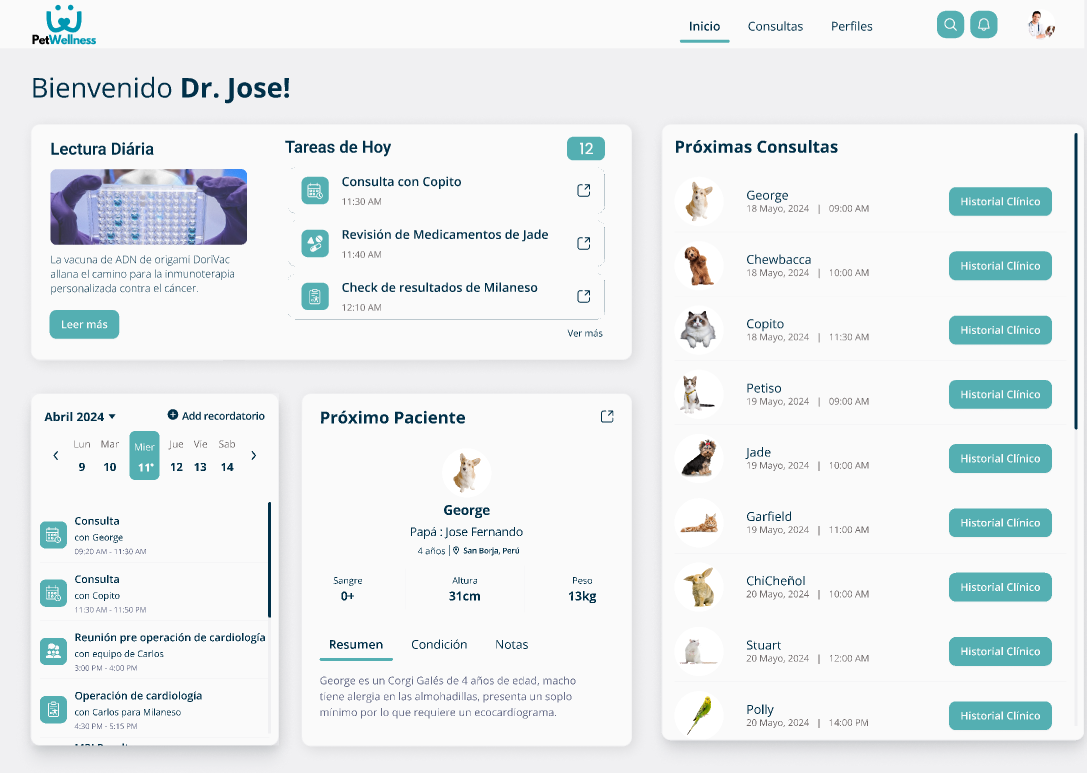 PetWellness
Inicio
Consultas
Perfiles
Bienvenido Dr. Jose!
Lectura Diária
La vacuna de ADN de origami DoriVac
allana el camino para la inmunoterapia
personalizada contra el cáncer.
Leer más
Tareas de Hoy
12
Consulta con Copito
11:30 AM
Revisión de Medicamentos de Jade
11:40 AM
Check de resultados de Milaneso
12:10 AM
Ver más
Abril 2024
Add recordatorio
Lun Mar Mier Jue Vie Sab
9 10 11° 12 13 14
Consulta
con George
09:20 AM - 11:30 AM
Consulta
con Copito
11:30 AM - 11:50 PM
Reunión pre operación de cardiología
con equipo de Carlos
3:00 PM - 4:00 PM
Operación de cardiología
con Carlos para Milaneso
4:30 PM - 5:15 PM
Próximo Paciente
George
Papá : Jose Fernando
4 años | San Borja, Perú
Sangre Altura Peso
0+ 31cm 13kg
Resumen Condición Notas
George es un Corgi Galés de 4 años de edad, macho
tiene alergia en las almohadillas, presenta un soplo
mínimo por lo que requiere un ecocardiograma.
Próximas Consultas
George
18 Mayo, 2024 | 09:00 AM
Historial Clínico
Chewbacca
18 Mayo, 2024 | 10:00 AM
Historial Clínico
Copito
18 Mayo, 2024 | 11:30 AM
Historial Clínico
Petiso
19 Mayo, 2024 | 09:00 AM
Historial Clínico
Jade
19 Mayo, 2024 | 10:00 AM
Historial Clínico
Garfield
19 Mayo, 2024 | 11:00 AM
Historial Clínico
ChiCheñol
20 Mayo, 2024 | 10:00 AM
Historial Clínico
Stuart
20 Mayo, 2024 | 12:00 AM
Historial Clínico
Polly
20 Mayo, 2024 | 14:00 PM
Historial Clínico